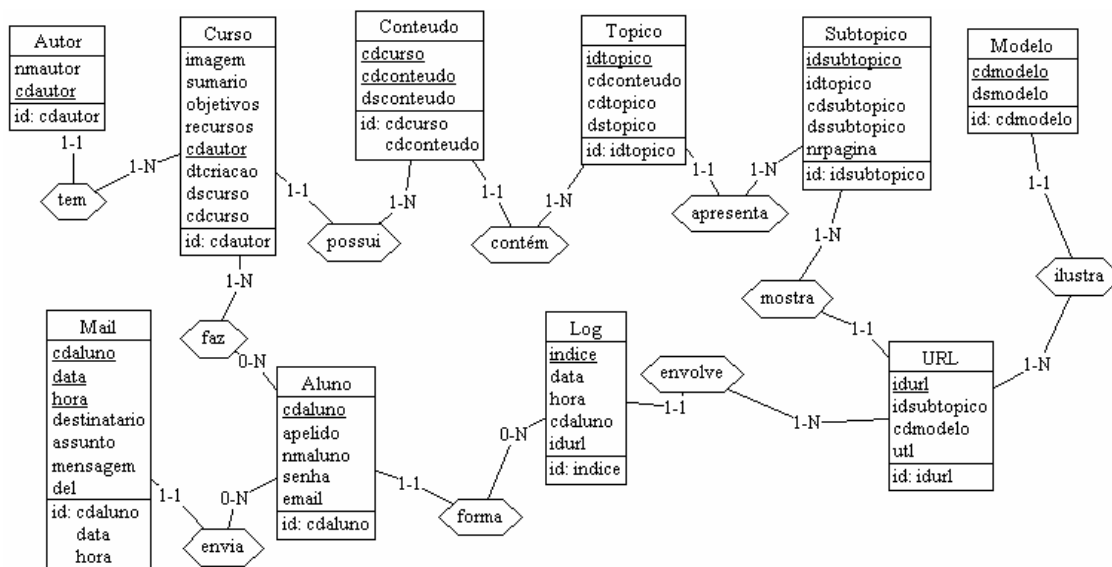 Autor
nmautor
cdautor
id: cdautor
1-1
tem
1-N
Curso
imagem
sumario
objetivos
recursos
cdautor
dtcriacao
dscurso
cdcurso
id: cdautor
1-1
possui
1-N
Conteudo
cdcurso
cdconteudo
dsconteudo
id: cdcurso
cdconteudo
1-1
contém
1-N
Topico
idtopico
cdconteudo
cdtopico
dstopico
id: idtopico
1-1
apresenta
1-N
Subtopico
idsubtopico
idtopico
cdsubtopico
dssubtopico
nrpagina
id: idsubtopico
1-N
mostra
1-1
Modelo
cdmodelo
dsmodelo
id: cdmodelo
1-1
ilustra
1-N
1-N
faz
0-N
Mail
cdaluno
data
hora
destinatario
assunto
mensagem
del
id: cdaluno
data
hora
1-1
envia
0-N
Aluno
cdaluno
apelido
nmaluno
senha
email
id: cdaluno
1-1
forma
0-N
Log
indice
data
hora
cdaluno
idurl
id: indice
1-1
envolve
1-N
URL
idurl
idsubtopico
cdmodelo
utl
id: idurl